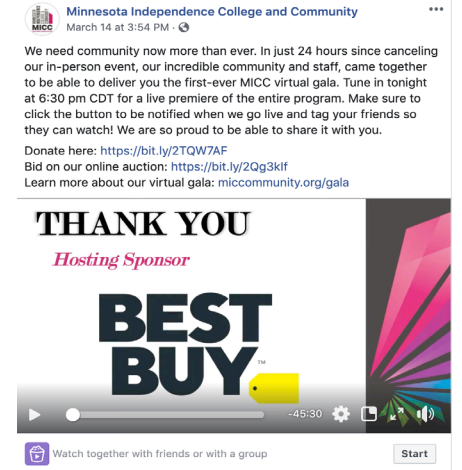 MICC
Minnesota Independence College and Community
March 14 at 3:54 PM ·
We need community now more than ever. In just 24 hours since canceling
our in-person event, our incredible community and staff, came together
to be able to deliver you the first-ever MICC virtual gala. Tune in tonight
at 6:30 pm CDT for a live premiere of the entire program. Make sure to
click the button to be notified when we go live and tag your friends so
they can watch! We are so proud to be able to share it with you.
Donate here: https://bit.ly/2TQW7AF
Bid on our online auction: https://bit.ly/2Qg3klf
Learn more about our virtual gala: miccommunity.org/gala
THANK YOU
Hosting Sponsor
BEST
BUY™
-45:30
Watch together with friends or with a group
Start